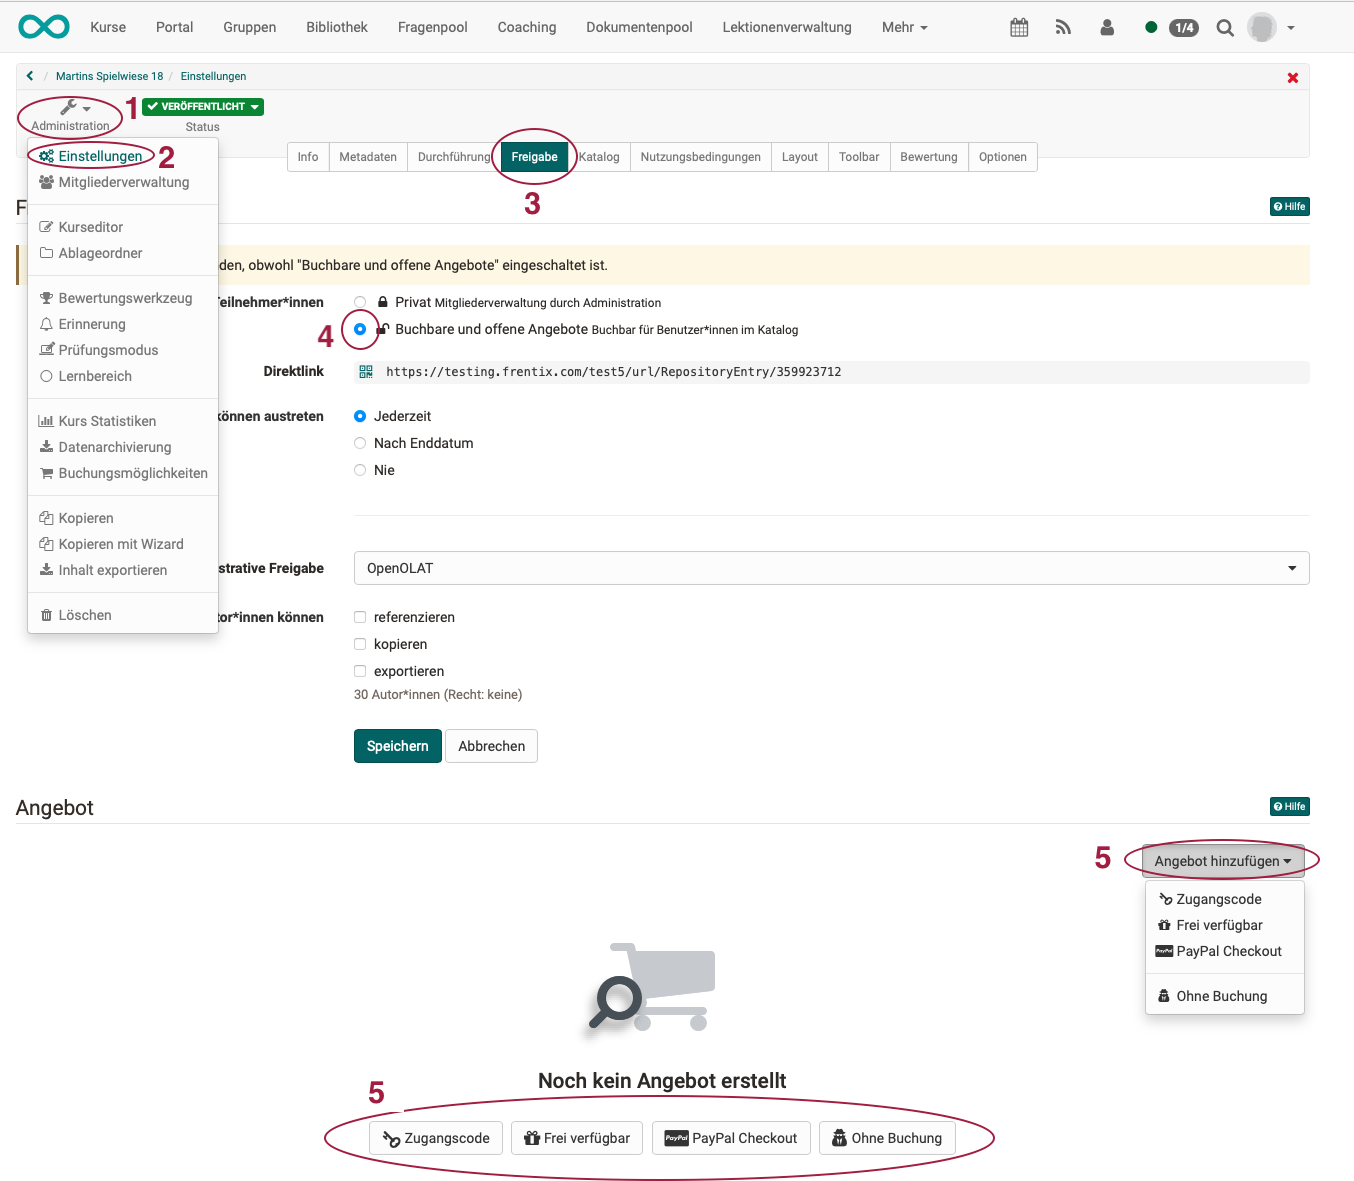 Kurse Portal Gruppen Bibliothek Fragenpool Coaching Dokumentenpool Lektionenverwaltung Mehr 1/4
/ Martins Spielwiese 18 / Einstellungen
1 VERÖFFENTLICHT
Administration Status
Einstellungen 2
Info Metadaten Durchführung Freigabe Katalog Nutzungsbedingungen Layout Toolbar Bewertung Optionen
Mitgliederverwaltung
3
F Hilfe
Kurseditor
Ablageordner
den, obwohl "Buchbare und offene Angebote" eingeschaltet ist.
Bewertungswerkzeug
Teilnehmer*innen Privat Mitgliederverwaltung durch Administration
Erinnerung
4 Buchbare und offene Angebote Buchbar für Benutzer*innen im Katalog
Prüfungsmodus
Lernbereich
Direktlink https://testing.frentix.com/test5/url/RepositoryEntry/359923712
Kurs Statistiken
können austreten Jederzeit
Datenarchivierung
Nach Enddatum
Buchungsmöglichkeiten
Nie
Kopieren
Kopieren mit Wizard
Inhalt exportieren
strative Freigabe OpenOLAT
Löschen
tor*innen können referenzieren
kopieren
exportieren
30 Autor*innen (Recht: keine)
Speichern Abbrechen
Angebot Hilfe
5 Angebot hinzufügen
Zugangscode
Frei verfügbar
PayPal PayPal Checkout
Ohne Buchung
Noch kein Angebot erstellt
5
Zugangscode Frei verfügbar PayPal PayPal Checkout Ohne Buchung